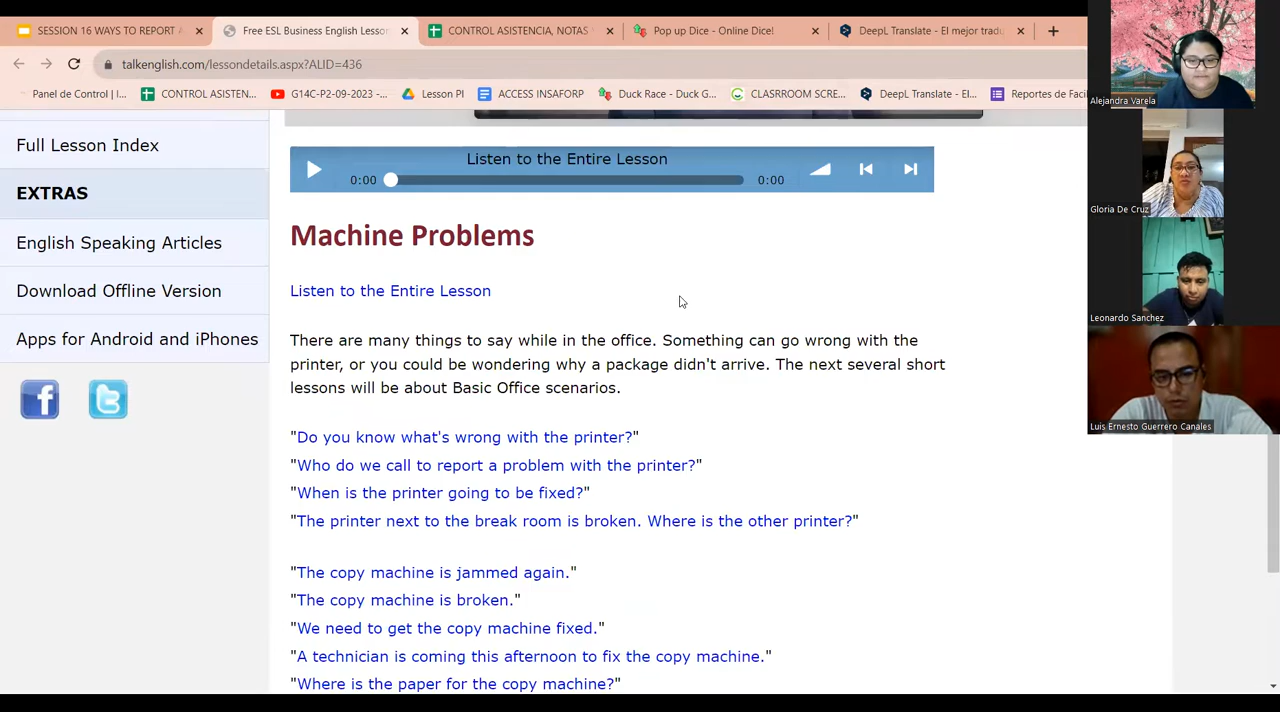 SESSION 16 WAYS TO REPORT A
Free ESL Business English Lesso
CONTROL ASISTENCIA, NOTAS
Pop up Dice - Online Dice!
DeepL Translate - El mejor tradu
talkenglish.com/lessondetails.aspx?ALID=436
Panel de Control | I...
CONTROL ASISTEN...
G14C-P2-09-2023 -...
Lesson PI
ACCESS INSAFORP
Duck Race - Duck G...
CLASRROOM SCRE...
DeepL Translate - El...
Reportes de Facil
Full Lesson Index
EXTRAS
English Speaking Articles
Download Offline Version
Apps for Android and iPhones
Listen to the Entire Lesson
0:00
0:00
Machine Problems
Listen to the Entire Lesson
There are many things to say while in the office. Something can go wrong with the
printer, or you could be wondering why a package didn't arrive. The next several short
lessons will be about Basic Office scenarios.
"Do you know what's wrong with the printer?"
"Who do we call to report a problem with the printer?"
"When is the printer going to be fixed?"
"The printer next to the break room is broken. Where is the other printer?"
"The copy machine is jammed again."
"The copy machine is broken."
"We need to get the copy machine fixed."
"A technician is coming this afternoon to fix the copy machine."
"Where is the paper for the copy machine?"
Alejandra Varela
Gloria De Cruz
Leonardo Sanchez
Luis Ernesto Guerrero Canales